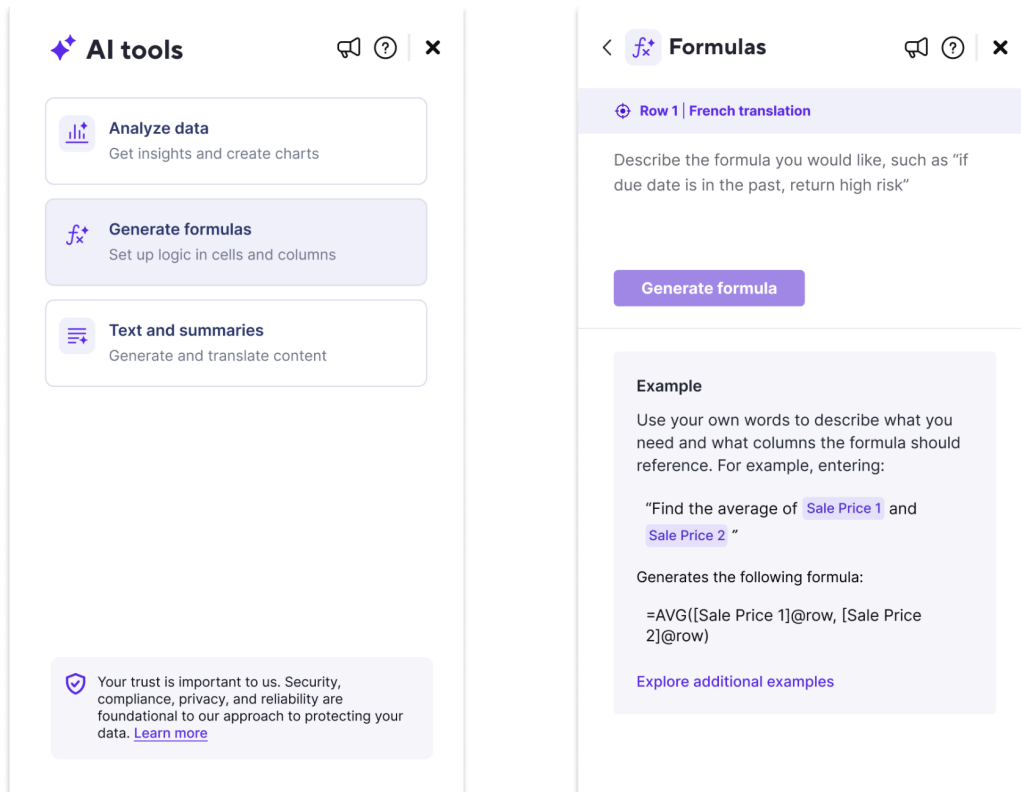 AI tools
Analyze data
Get insights and create charts
Generate formulas
Set up logic in cells and columns
Text and summaries
Generate and translate content
Your trust is important to us. Security,
compliance, privacy, and reliability are
foundational to our approach to protecting your
data. Learn more
Formulas
Row 1 | French translation
Describe the formula you would like, such as “if
due date is in the past, return high risk”
Generate formula
Example
Use your own words to describe what you
need and what columns the formula should
reference. For example, entering:
“Find the average of Sale Price 1 and
Sale Price 2 ”
Generates the following formula:
=AVG([Sale Price 1]@row, [Sale Price
2]@row)
Explore additional examples